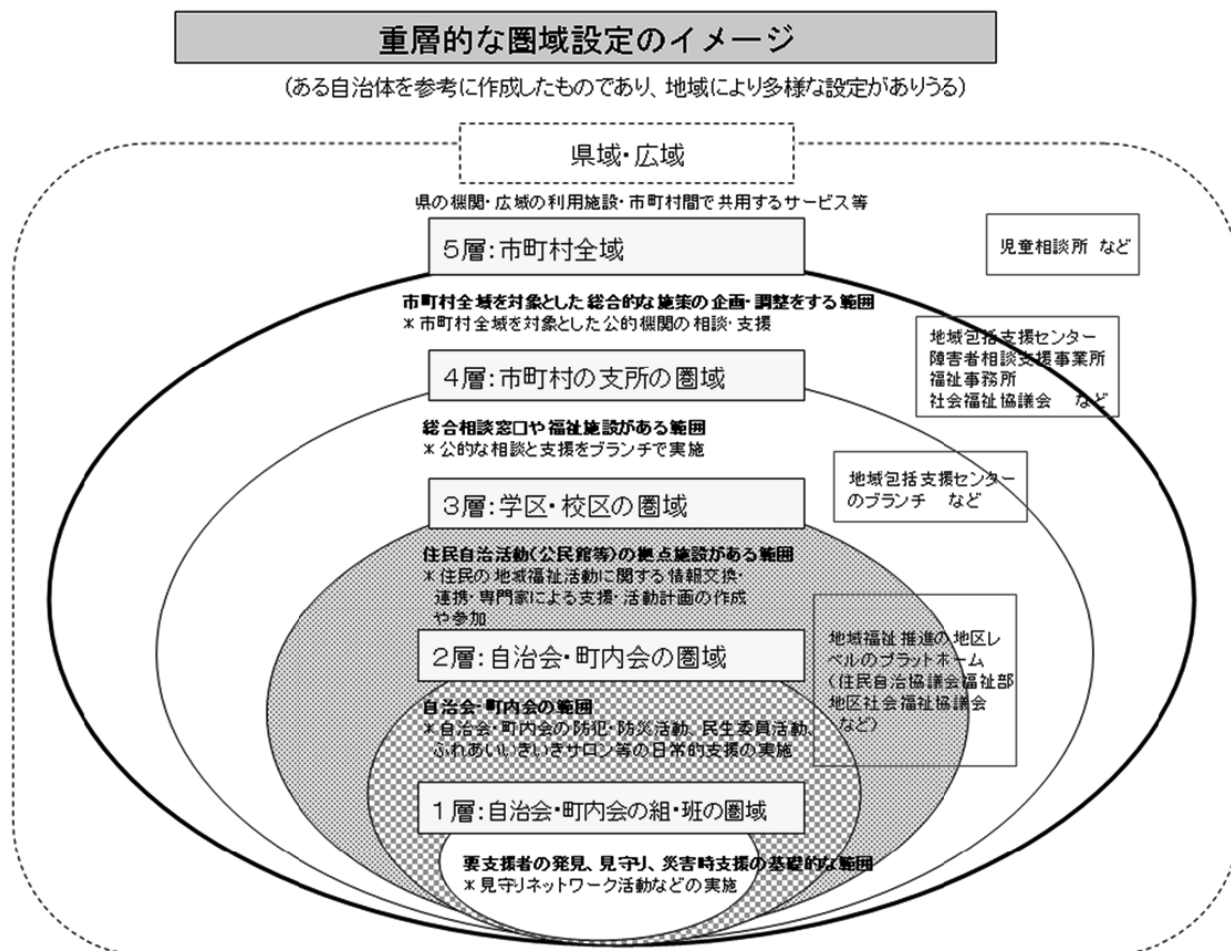 重層的な圏域設定のイメージ
(ある自治体を参考に作成したものであり、地域により多様な設定がありうる)
県域・広域
県の機関・広域の利用施設・市町村間で共用するサービス等
児童相談所 など
5層：市町村全域
市町村全域を対象とした総合的な施策の企画・調整をする範囲
＊市町村全域を対象とした公的機関の相談・支援
地域包括支援センター
障害者相談支援事業所
福祉事務所
社会福祉協議会 など
4層：市町村の支所の圏域
総合相談窓口や福祉施設がある範囲
＊公的な相談と支援をブランチで実施
地域包括支援センター
のブランチ など
3層：学区・校区の圏域
住民自治活動(公民館等)の拠点施設がある範囲
＊住民の地域福祉活動に関する情報交換・
連携・専門家による支援・活動計画の作成
や参加
地域福祉推進の地区レ
ベルのプラットホーム
(住民自治協議会福祉部
地区社会福祉協議会
など)
2層：自治会・町内会の圏域
自治会・町内会の範囲
＊自治会・町内会の防犯・防災活動、民生委員活動、
ふれあいいきいきサロン等の日常的支援の実施
1層：自治会・町内会の組・班の圏域
要支援者の発見、見守り、災害時支援の基礎的な範囲
＊見守りネットワーク活動などの実施